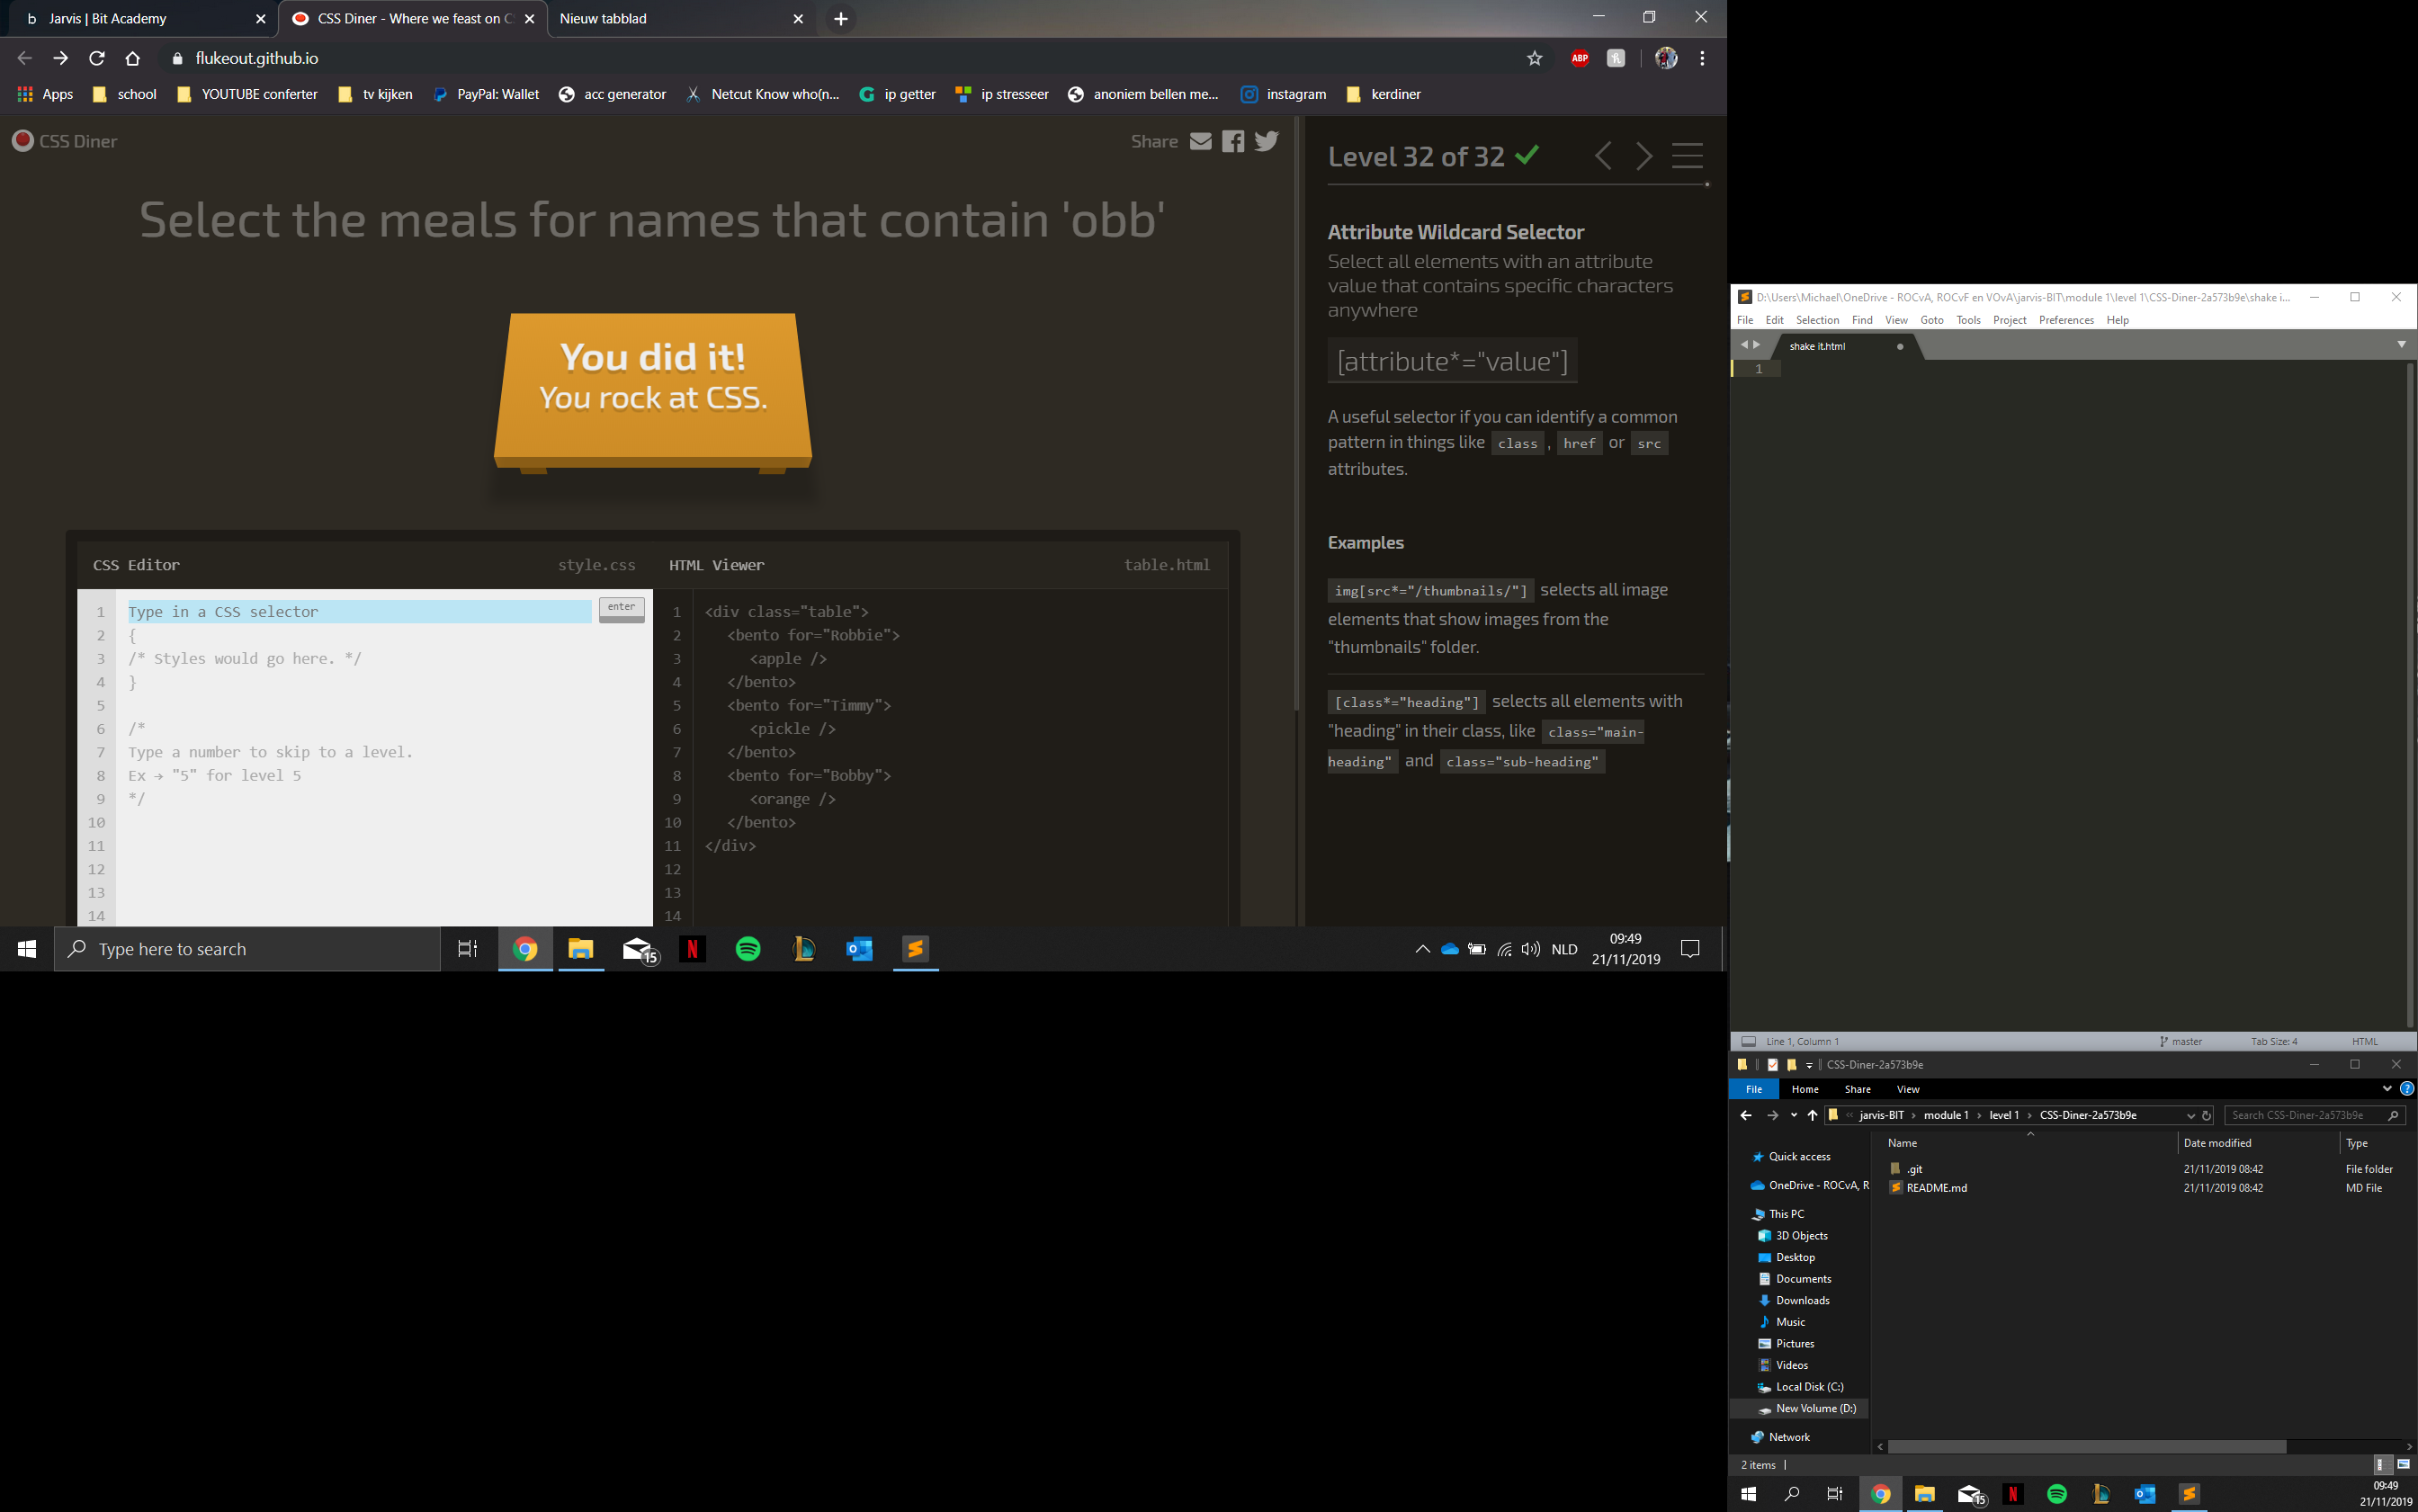 b Jarvis | Bit Academy
CSS Diner - Where we feast on C
Nieuw tabblad
flukeout.github.io
ABP
Apps
school
YOUTUBE conferter
tv kijken
PayPal: Wallet
acc generator
Netcut Know who(n...
ip getter
ip stresseer
anoniem bellen me...
instagram
kerdiner
CSS Diner
Share
Select the meals for names that contain 'obb'
You did it!
You rock at CSS.
CSS Editor
style.css
1 Type in a CSS selector
enter
2 {
3 /* Styles would go here. */
4 }
5
6 /*
7 Type a number to skip to a level.
8 Ex → "5" for level 5
9 */
10
11
12
13
14
HTML Viewer
table.html
1 <div class="table">
2 <bento for="Robbie">
3 <apple />
4 </bento>
5 <bento for="Timmy">
6 <pickle />
7 </bento>
8 <bento for="Bobby">
9 <orange />
10 </bento>
11 </div>
12
13
14
Level 32 of 32
Attribute Wildcard Selector
Select all elements with an attribute
value that contains specific characters
anywhere
[attribute*="value"]
A useful selector if you can identify a common
pattern in things like class, href or src
attributes.
Examples
img[src*="/thumbnails/"] selects all image
elements that show images from the
"thumbnails" folder.
[class*="heading"] selects all elements with
"heading" in their class, like class="main-
heading" and class="sub-heading"
Type here to search
15
NLD
09:49
21/11/2019
D:\Users\Michael\OneDrive - ROCvA, ROCvF en VOvA\jarvis-BIT\module 1\level 1\CSS-Diner-2a573b9e\shake i...
File Edit Selection Find View Goto Tools Project Preferences Help
shake it.html
1
Line 1, Column 1
master
Tab Size: 4
HTML
CSS-Diner-2a573b9e
File Home Share View
« jarvis-BIT › module 1 › level 1 › CSS-Diner-2a573b9e
Search CSS-Diner-2a573b9e
Name
Date modified
Type
.git
21/11/2019 08:42
File folder
README.md
21/11/2019 08:42
MD File
Quick access
OneDrive - ROCvA, R
This PC
3D Objects
Desktop
Documents
Downloads
Music
Pictures
Videos
Local Disk (C:)
New Volume (D:)
Network
2 items
15
09:49
21/11/2019